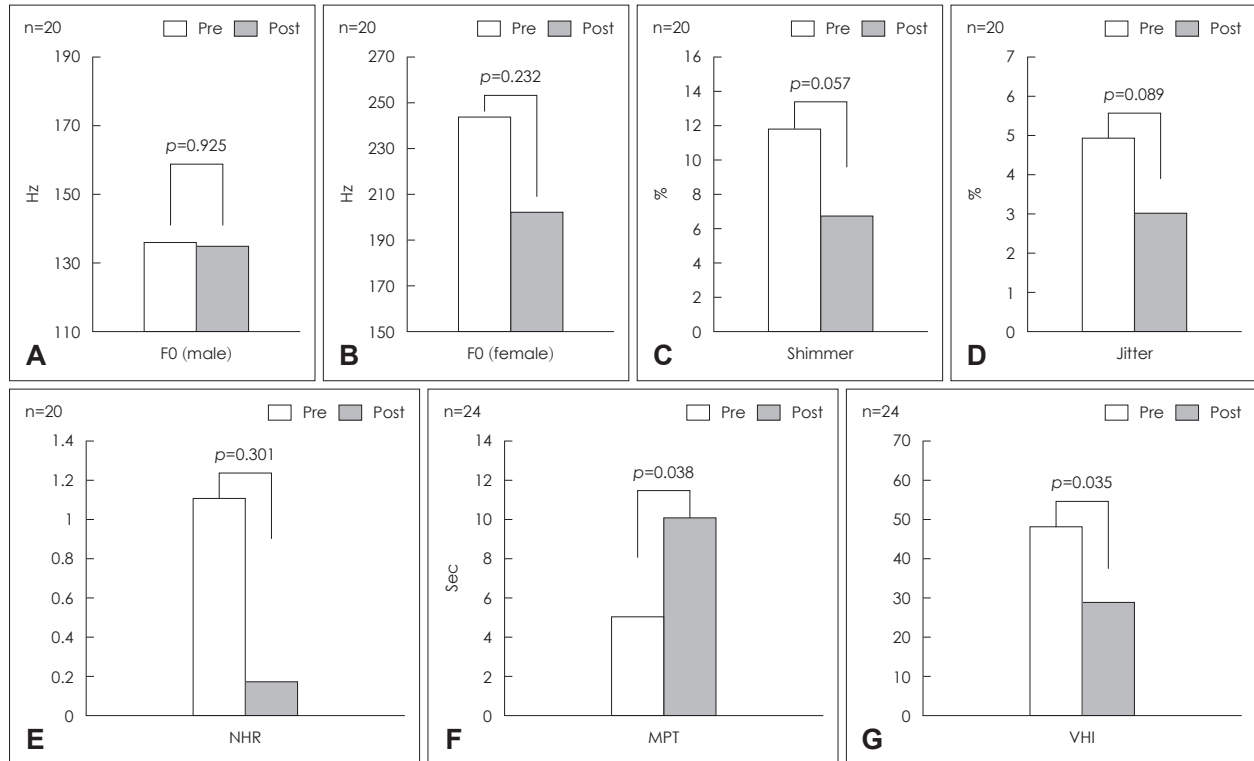 n=20
Pre Post
190
170
150
130
110
Hz
p=0.925
F0 (male)
A
n=20
Pre Post
270
250
230
210
190
170
150
Hz
p=0.232
F0 (female)
B
n=20
Pre Post
16
14
12
10
8
6
4
2
0
%
p=0.057
Shimmer
C
n=20
Pre Post
7
6
5
4
3
2
1
0
%
p=0.089
Jitter
D
n=20
Pre Post
1.4
1.2
1
0.8
0.6
0.4
0.2
0
p=0.301
NHR
E
n=24
Pre Post
14
12
10
8
6
4
2
0
Sec
p=0.038
MPT
F
n=24
Pre Post
70
60
50
40
30
20
10
0
p=0.035
VHI
G